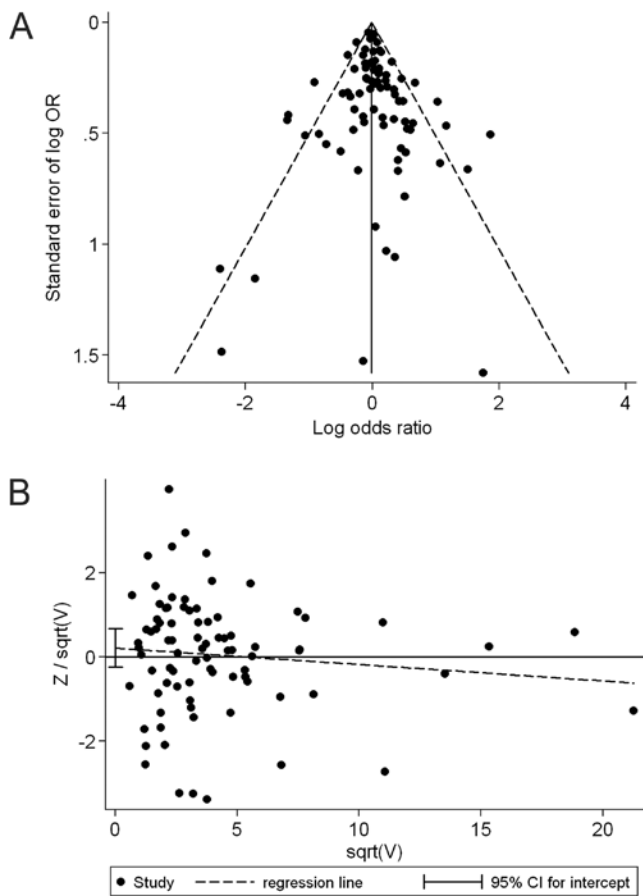 A
Standard error of log OR
0
.5
1
1.5
-4
-2
0
2
4
Log odds ratio
B
Z / sqrt(V)
2
0
-2
0
5
10
15
20
sqrt(V)
Study regression line 95% CI for intercept